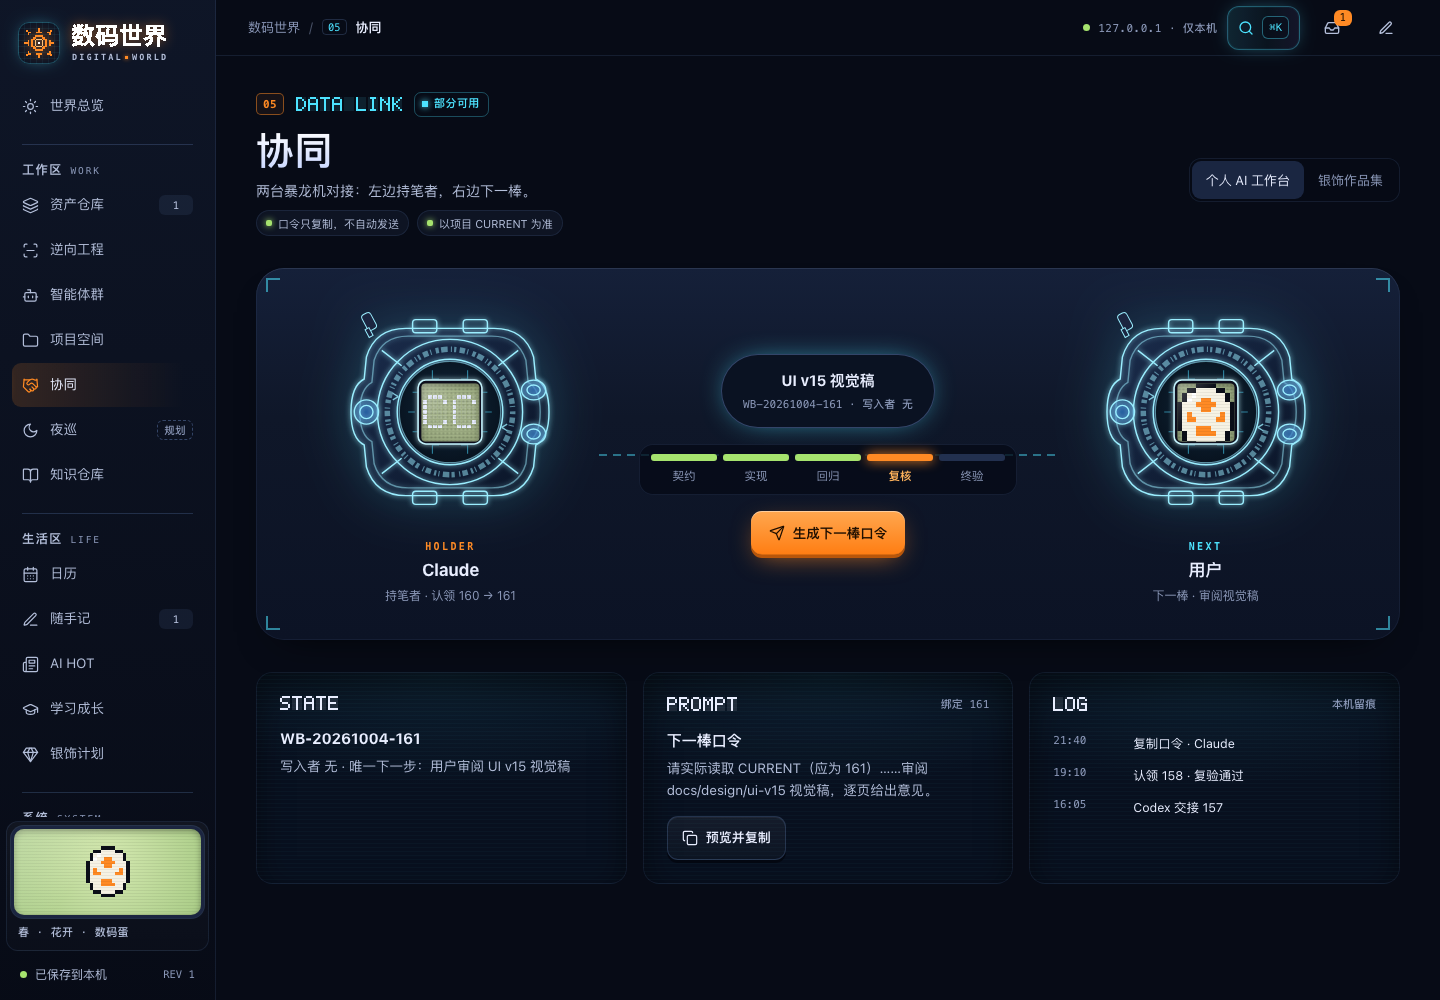 数码世界
DIGITAL WORLD
世界总览
工作区 WORK
资产仓库 1
逆向工程
智能体群
项目空间
协同
夜巡 规划
知识仓库
生活区 LIFE
日历
随手记 1
AI HOT
学习成长
银饰计划
系统 SYSTEM
春 · 花开 · 数码蛋
已保存到本机 REV 1
数码世界 / 05 协同
127.0.0.1 · 仅本机
⌘K
1
05 DATA LINK 部分可用
协同
两台暴龙机对接：左边持笔者，右边下一棒。
口令只复制，不自动发送
以项目 CURRENT 为准
个人 AI 工作台
银饰作品集
UI v15 视觉稿
WB-20261004-161 · 写入者 无
契约 实现 回归 复核 终验
生成下一棒口令
HOLDER
Claude
持笔者 · 认领 160 → 161
NEXT
用户
下一棒 · 审阅视觉稿
STATE
WB-20261004-161
写入者 无 · 唯一下一步：用户审阅 UI v15 视觉稿
PROMPT 绑定 161
下一棒口令
请实际读取 CURRENT（应为 161）……审阅
docs/design/ui-v15 视觉稿，逐页给出意见。
预览并复制
LOG 本机留痕
21:40 复制口令 · Claude
19:10 认领 158 · 复验通过
16:05 Codex 交接 157